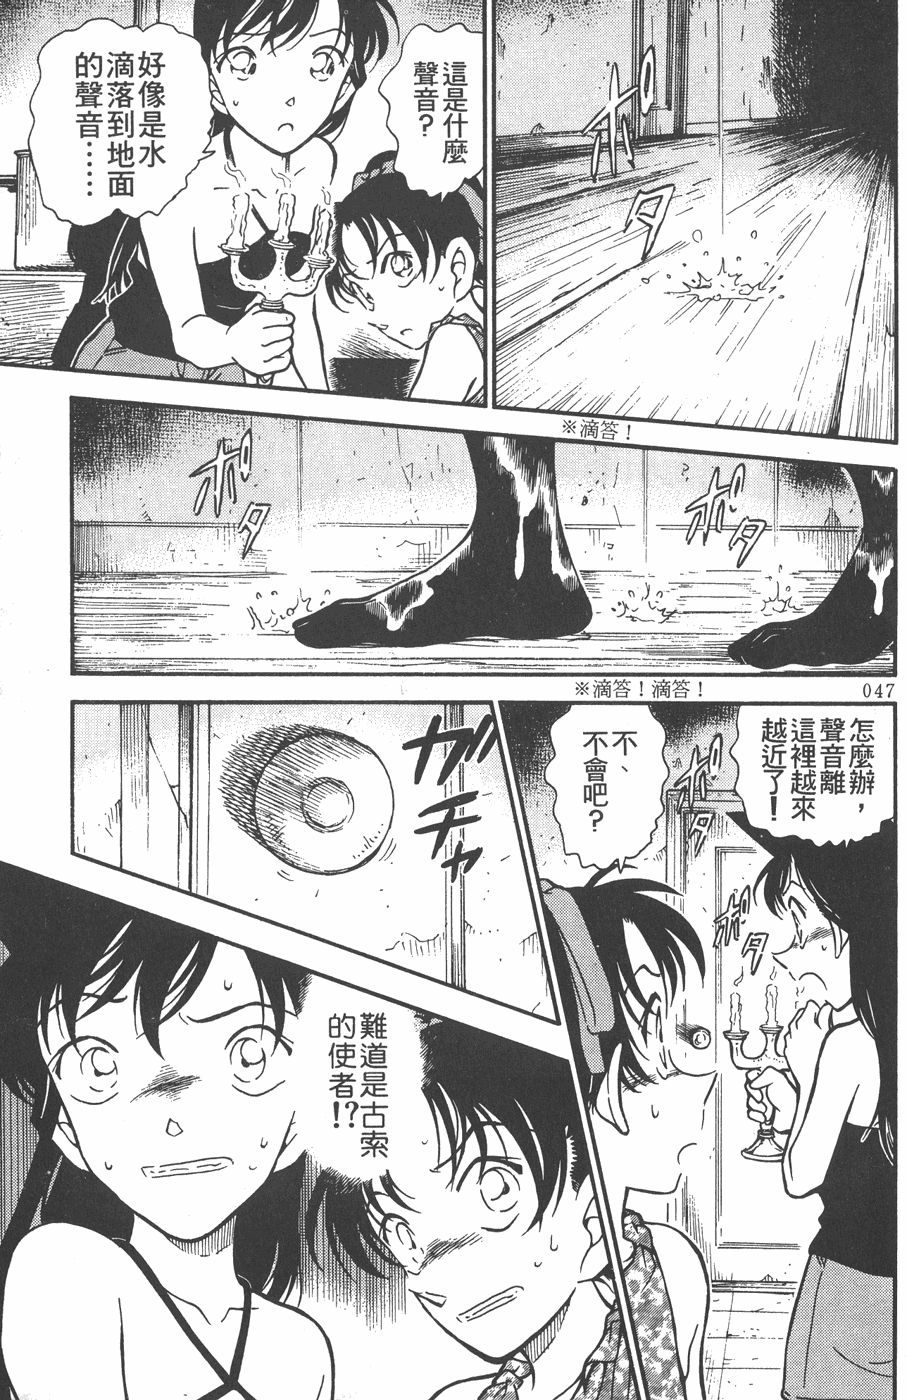 ポタ
※滴答！
這是什麼
聲音？
好像是水
滴落到地面
的聲音……
ポタ
ポタ
※滴答！滴答！
047
怎麼辦，
聲音離
這裡越來
越近了！
不、
不會吧？
ポタ
ポタ
ガチャ
難道是古索
的使者！？